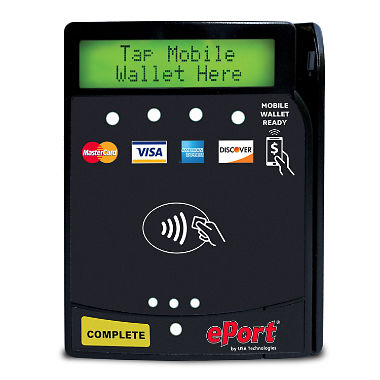 Tap Mobile
Wallet Here
MOBILE
WALLET
READY
MasterCard
VISA
AMERICAN
EXPRESS
DISCOVER
$
COMPLETE
ePort®
by USA Technologies